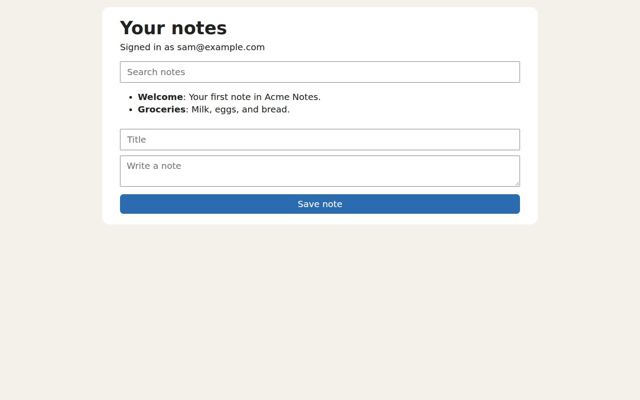 Your notes
Signed in as sam@example.com
Search notes
Welcome: Your first note in Acme Notes.
Groceries: Milk, eggs, and bread.
Title
Write a note
Save note